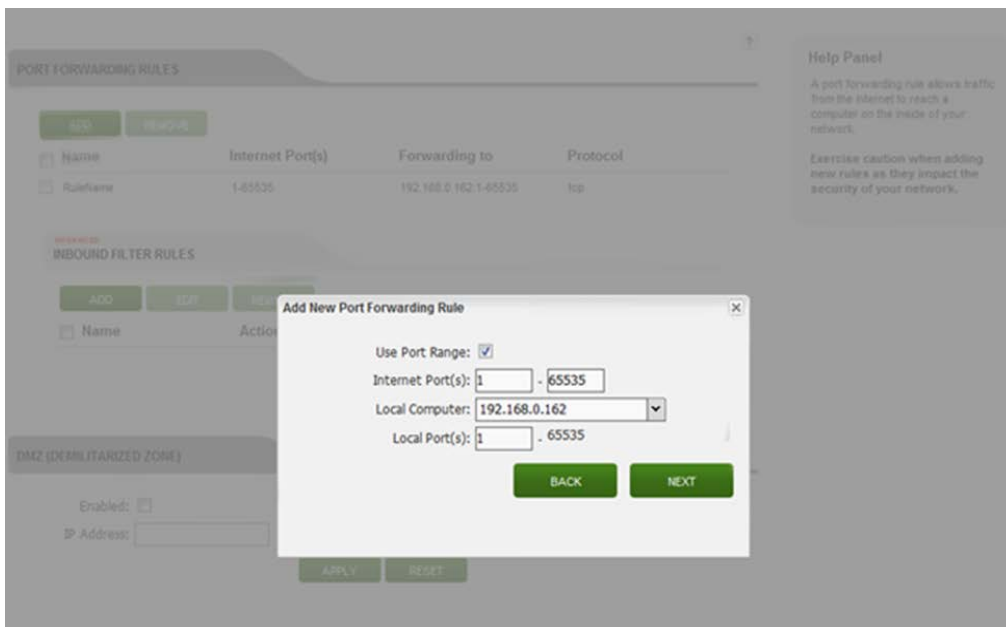 ?
PORT FORWARDING RULES
ADD REMOVE
Name Internet Port(s) Forwarding to Protocol
RuleName 1-65535 192.168.0.162:1-65535 tcp
ADVANCED
INBOUND FILTER RULES
ADD EDIT
Name Action
Add New Port Forwarding Rule
Use Port Range:
Internet Port(s): 1 - 65535
Local Computer: 192.168.0.162
Local Port(s): 1 - 65535
BACK NEXT
DMZ (DEMILITARIZED ZONE)
Enabled:
IP Address:
APPLY RESET
Help Panel
A port forwarding rule allows traffic
from the internet to reach a
computer on the inside of your
network.
Exercise caution when adding
new rules as they impact the
security of your network.